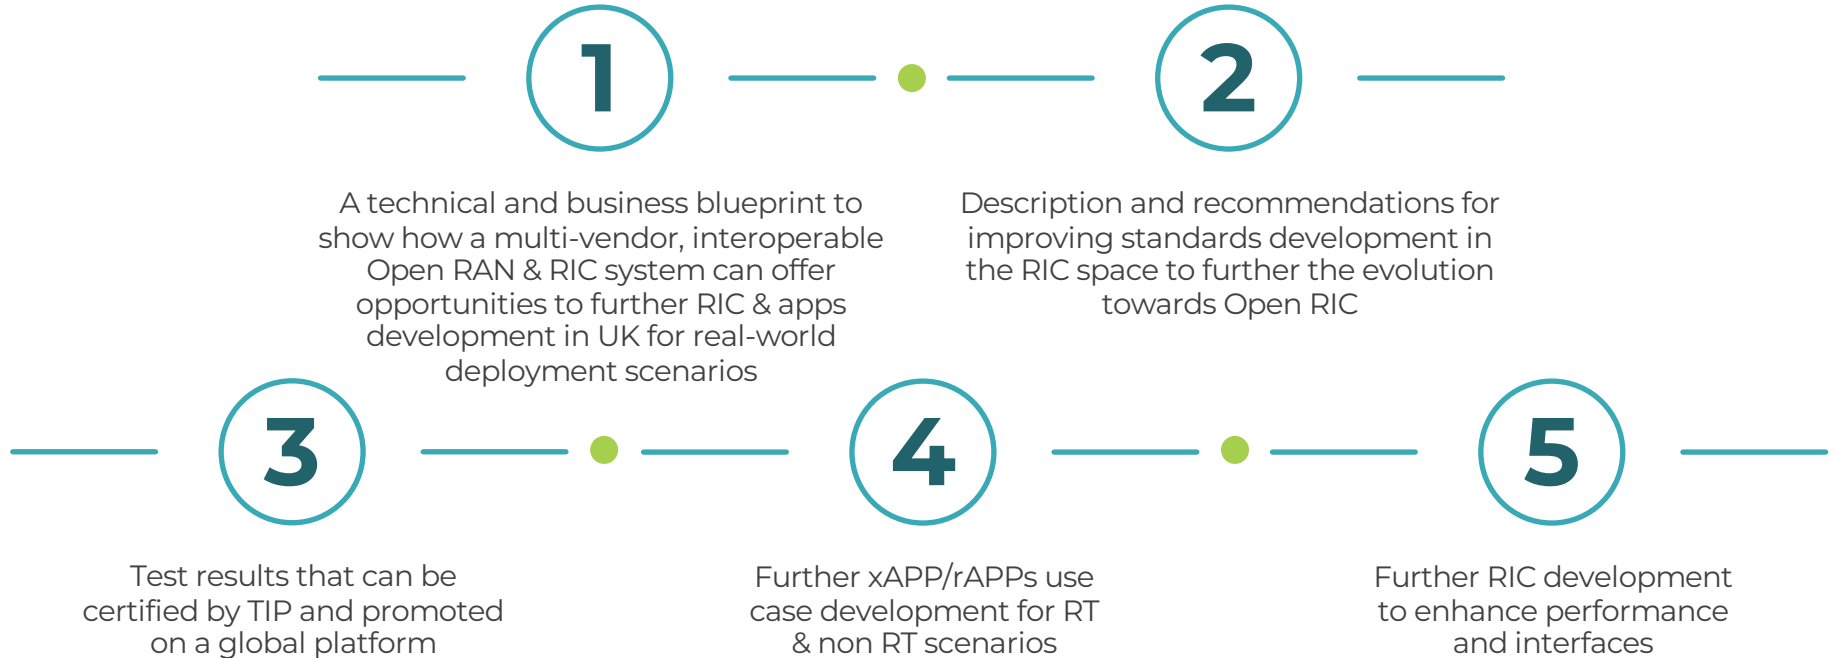 1
A technical and business blueprint to
show how a multi-vendor, interoperable
Open RAN & RIC system can offer
opportunities to further RIC & apps
development in UK for real-world
deployment scenarios
2
Description and recommendations for
improving standards development in
the RIC space to further the evolution
towards Open RIC
3
Test results that can be
certified by TIP and promoted
on a global platform
4
Further xAPP/rAPPs use
case development for RT
& non RT scenarios
5
Further RIC development
to enhance performance
and interfaces